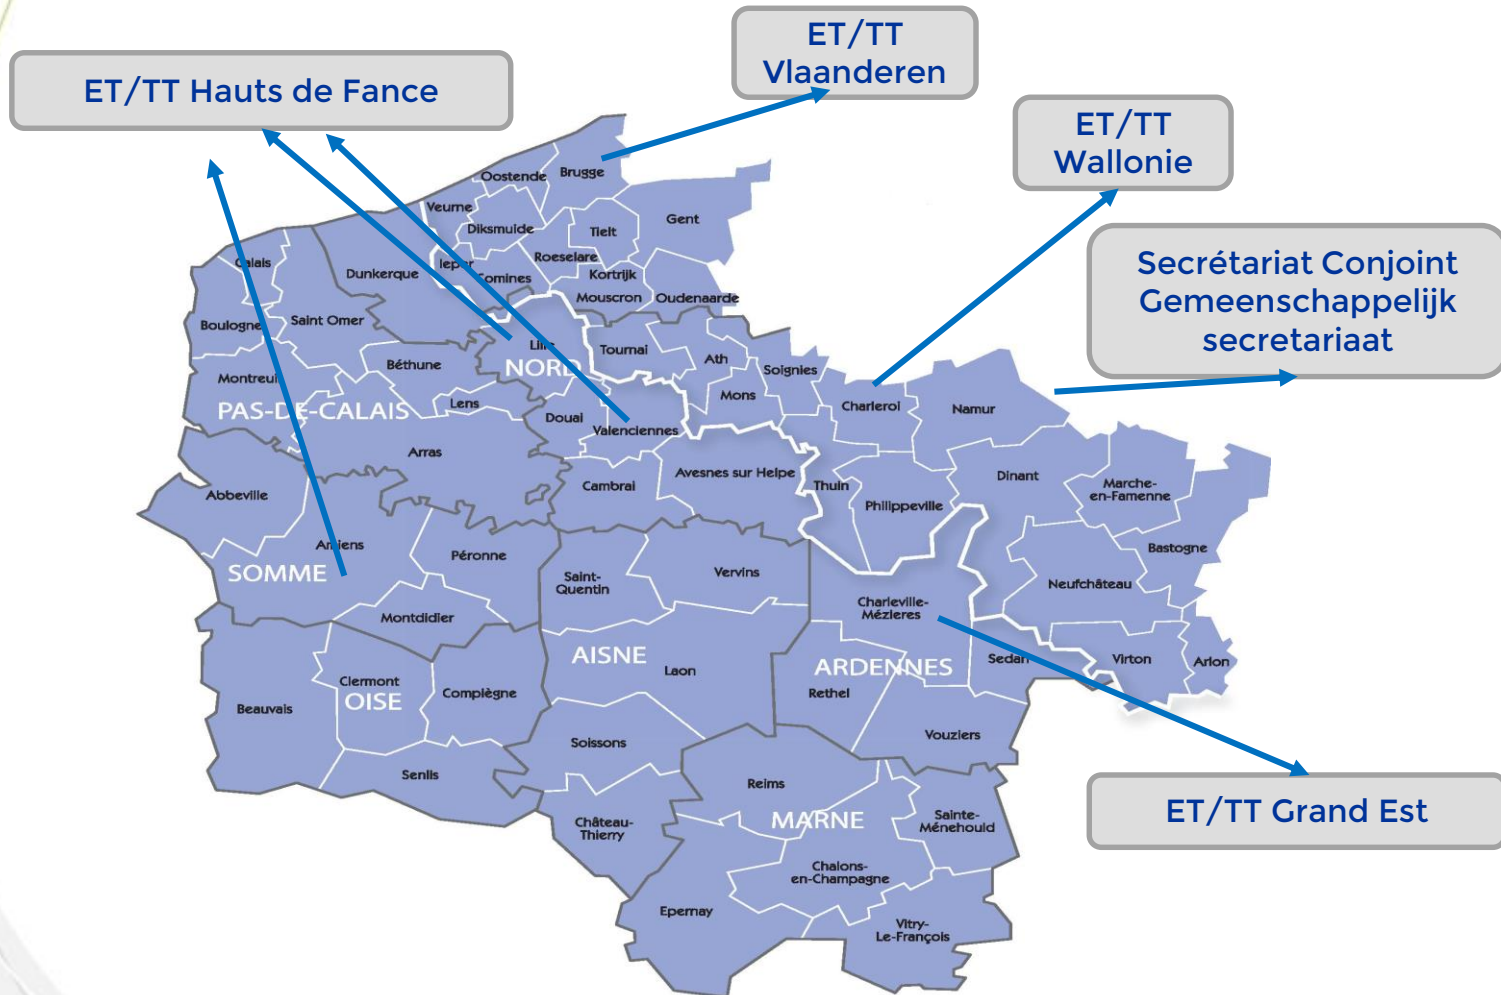 ET/TT
Vlaanderen
ET/TT Hauts de Fance
ET/TT
Wallonie
Secrétariat Conjoint
Gemeenschappelijk
secretariaat
ET/TT Grand Est
Oostende
Brugge
Veurne
Diksmuide
Tielt
Gent
Ieper
Roeselare
Comines
Kortrijk
Mouscron
Oudenaarde
Calais
Dunkerque
Boulogne
Saint Omer
Lille
NORD
Tournai
Ath
Soignies
Béthune
Montreuil
PAS-DE-CALAIS
Lens
Douai
Valenciennes
Mons
Charleroi
Namur
Arras
Abbeville
Cambrai
Avesnes sur Helpe
Thuin
Philippeville
Dinant
Marche-
en-Famenne
Bastogne
Amiens
SOMME
Péronne
Saint-
Quentin
Vervins
Charleville-
Mézieres
Neufchâteau
Montdidier
AISNE
Laon
ARDENNES
Rethel
Sedan
Virton
Arlon
Clermont
OISE
Compiègne
Beauvais
Soissons
Vouziers
Senlis
Reims
MARNE
Château-
Thierry
Sainte-
Ménehould
Chalons-
en-Champagne
Epernay
Vitry-
Le-François